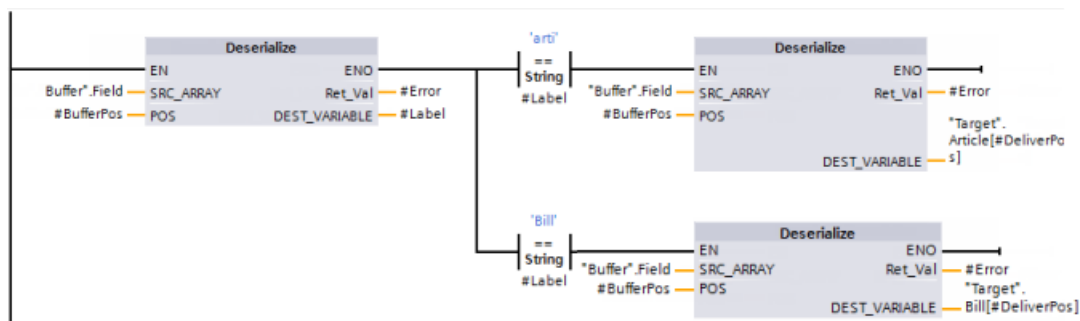 Deserialize
EN ENO
Buffer".Field SRC_ARRAY Ret_Val #Error
#BufferPos POS DEST_VARIABLE #Label
'arti'
==
String
#Label
Deserialize
EN ENO
"Buffer".Field SRC_ARRAY Ret_Val #Error
#BufferPos POS
"Target".
Article[#DeliverPo
DEST_VARIABLE s]
'Bill'
==
String
#Label
Deserialize
EN ENO
"Buffer".Field SRC_ARRAY Ret_Val #Error
#BufferPos POS "Target".
DEST_VARIABLE Bill[#DeliverPos]